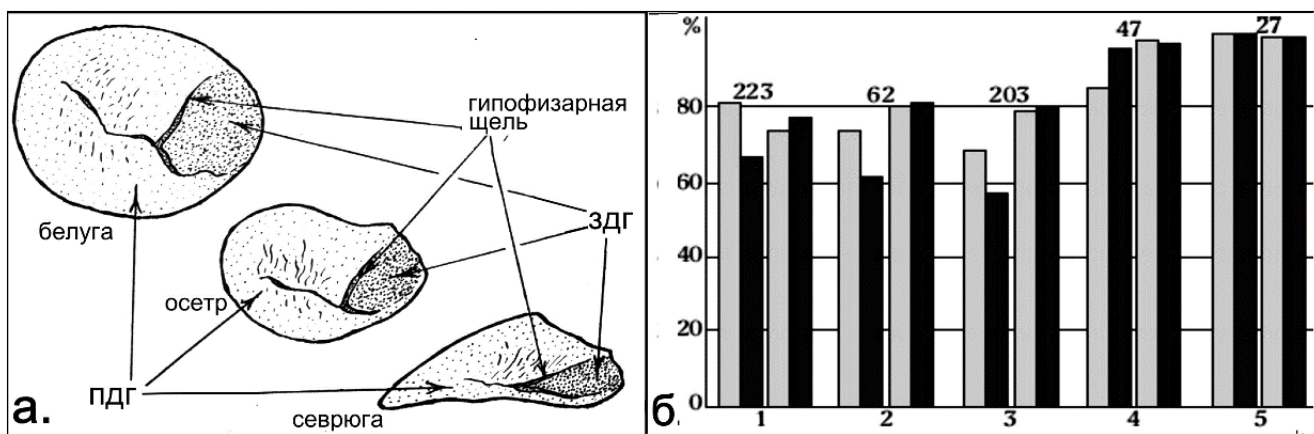 гипофизарная
щель
белуга
здг
осетр
пдг
севрюга
а.
%
223
62
203
47
27
80
60
40
20
0
1
2
3
4
5
б.